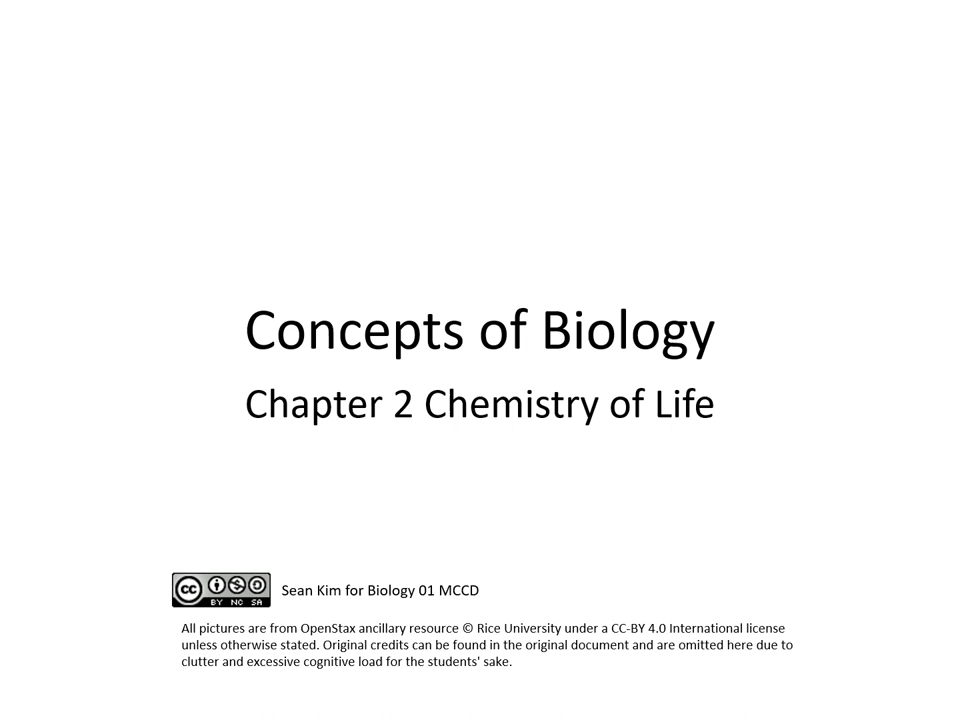 Concepts of Biology
Chapter 2 Chemistry of Life
cc
BY NC SA
Sean Kim for Biology 01 MCCD
All pictures are from OpenStax ancillary resource © Rice University under a CC-BY 4.0 International license
unless otherwise stated. Original credits can be found in the original document and are omitted here due to
clutter and excessive cognitive load for the students' sake.